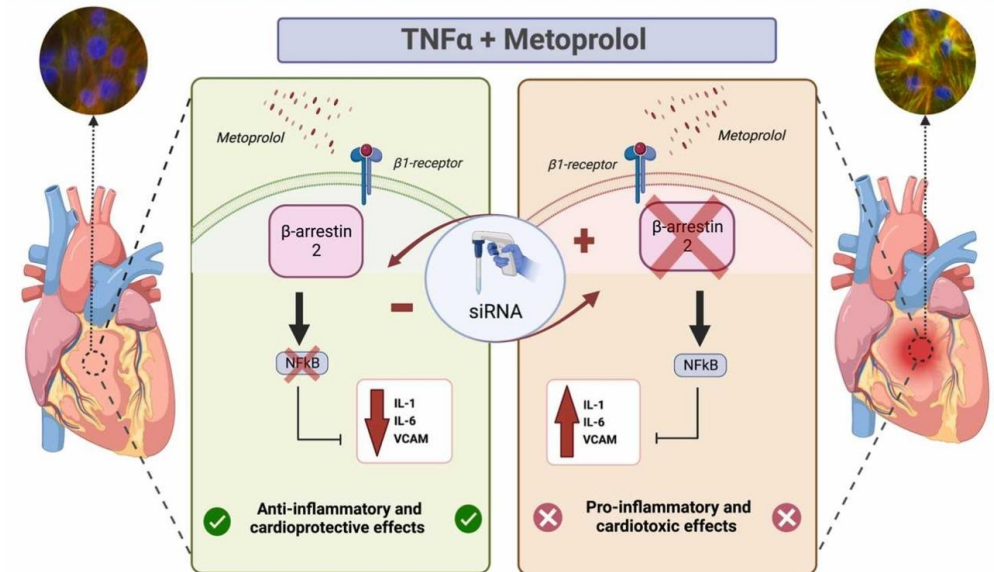 TNFα + Metoprolol
Metoprolol
β1-receptor
β-arrestin
2
NFkB
IL-1
IL-6
VCAM
Anti-inflammatory and
cardioprotective effects
siRNA
Metoprolol
β1-receptor
β-arrestin
2
NFkB
IL-1
IL-6
VCAM
Pro-inflammatory and
cardiotoxic effects